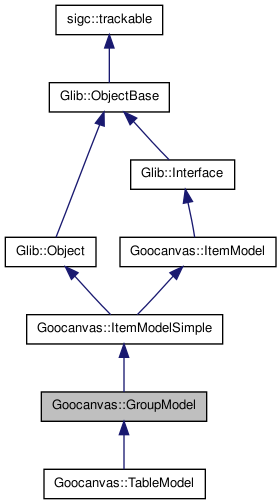 sigc::trackable
Glib::ObjectBase
Glib::Interface
Glib::Object
Goocanvas::ItemModel
Goocanvas::ItemModelSimple
Goocanvas::GroupModel
Goocanvas::TableModel